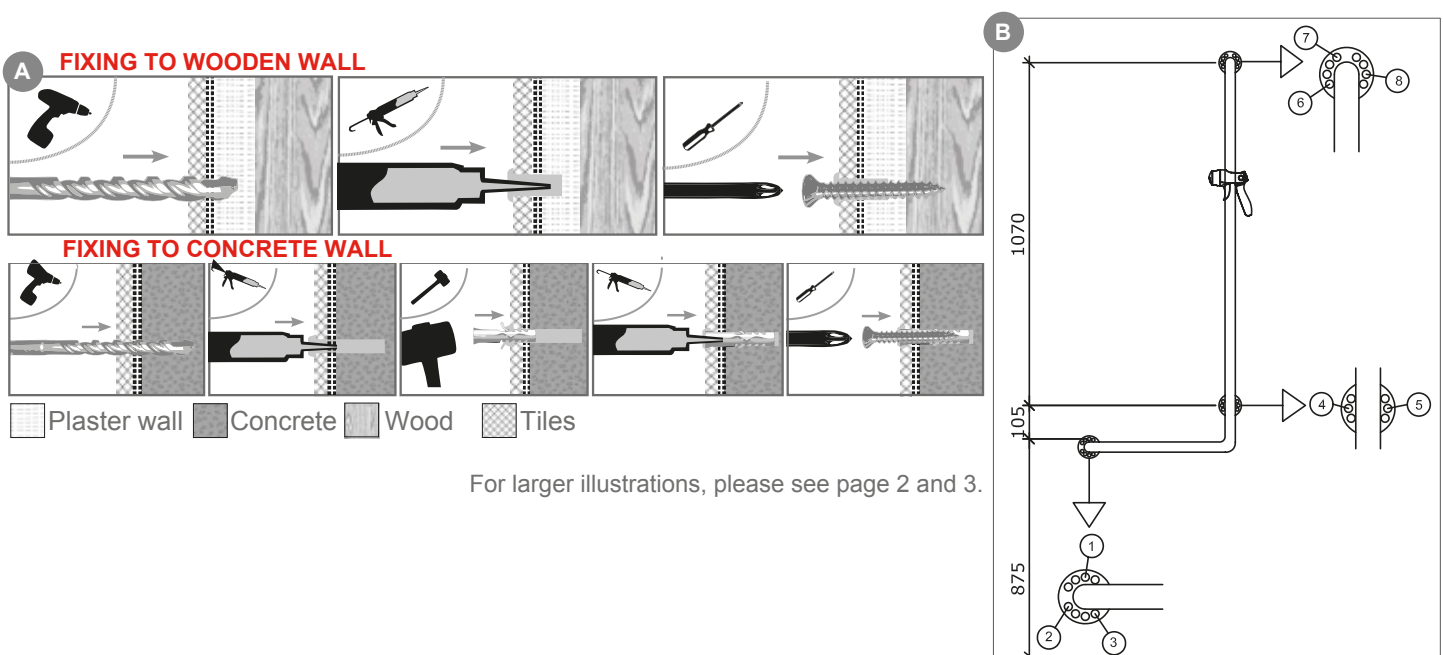 A
FIXING TO WOODEN WALL
FIXING TO CONCRETE WALL
Plaster wall Concrete Wood Tiles
For larger illustrations, please see page 2 and 3.
B
7
8
6
1070
4
5
105
1
875
2
3